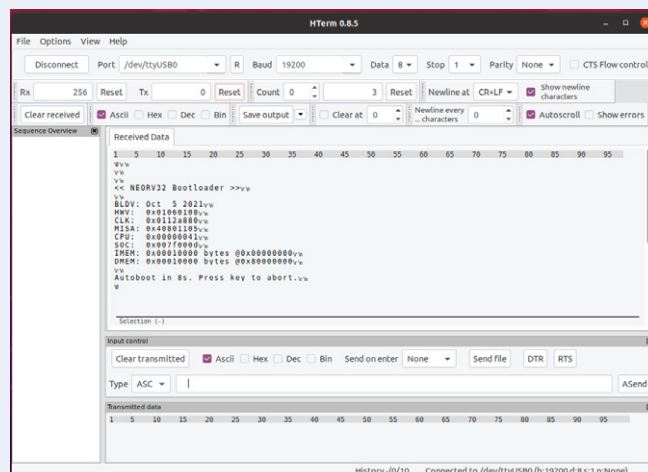 HTerm 0.8.5
File Options View Help
Disconnect Port /dev/ttyUSB0 R Baud 19200 Data 8 Stop 1 Parity None CTS Flow control
Rx 256 Reset Tx 0 Reset Count 0 3 Reset Newline at CR+LF Show newline characters
Clear received Ascii Hex Dec Bin Save output Clear at 0 Newline every ... characters 0 Autoscroll Show errors
Sequence Overview
Received Data
1 5 10 15 20 25 30 35 40 45 50 55 60 65 70 75 80 85 90 95
<< NEORV32 Bootloader >>
BLDV: Oct 5 2021
HWV: 0x01060108
CLK: 0x0112a880
MISA: 0x40801105
CPU: 0x00000041
SOC: 0x007f000d
IMEM: 0x00010000 bytes @0x00000000
DMEM: 0x00010000 bytes @0x80000000
Autoboot in 8s. Press key to abort.
Selection (-)
Input control
Clear transmitted Ascii Hex Dec Bin Send on enter None Send file DTR RTS
Type ASC ASend
Transmitted data
1 5 10 15 20 25 30 35 40 45 50 55 60 65 70 75 80 85 90 95
History -/0/10 Connected to /dev/ttyUSB0 (b:19200 d:8 s:1 p:None)